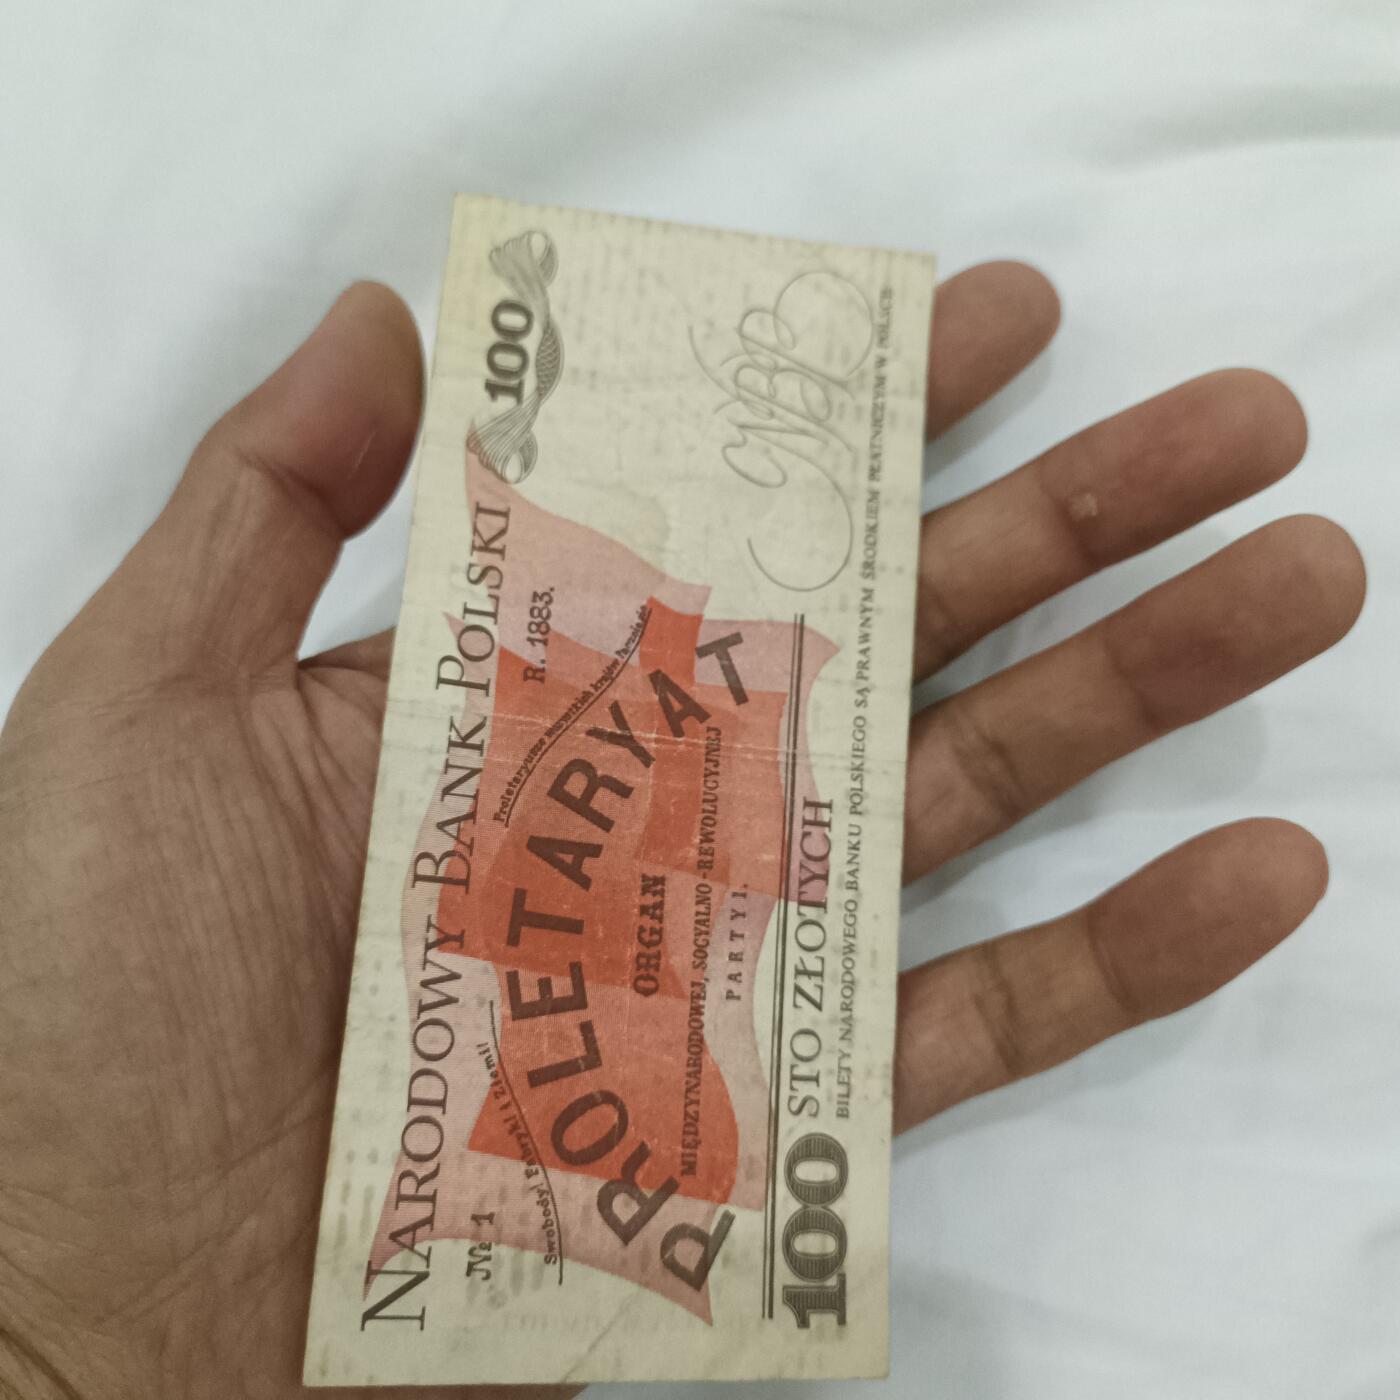 NARODOWY BANK POLSKI
100
№ 1
R. 1883.
Swobody! Fabryki i Ziemi!
Proletaryusze wszystkich krajów łączcie się
PROLETARYAT
ORGAN
MIĘDZYNARODOWEJ, SOCYALNO-REWOLUCYJNEJ
PARTYI.
NBP
100 STO ZŁOTYCH
BILETY NARODOWEGO BANKU POLSKIEGO SĄ PRAWNYM ŚRODKIEM PŁATNICZYM W POLSCE